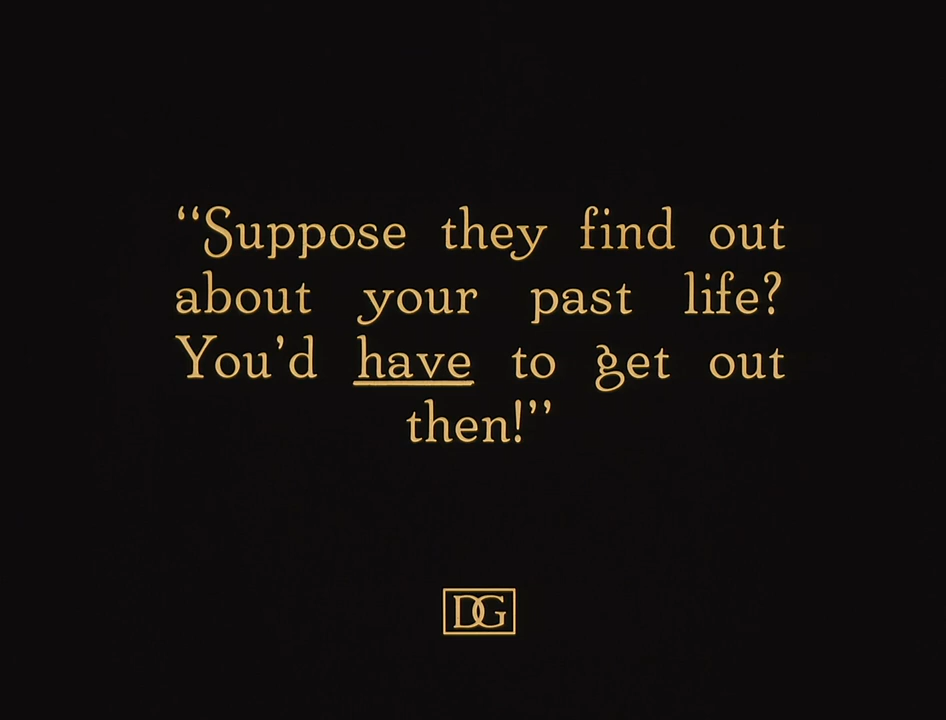 “Suppose they find out
about your past life?
You’d have to get out
then!”
DG